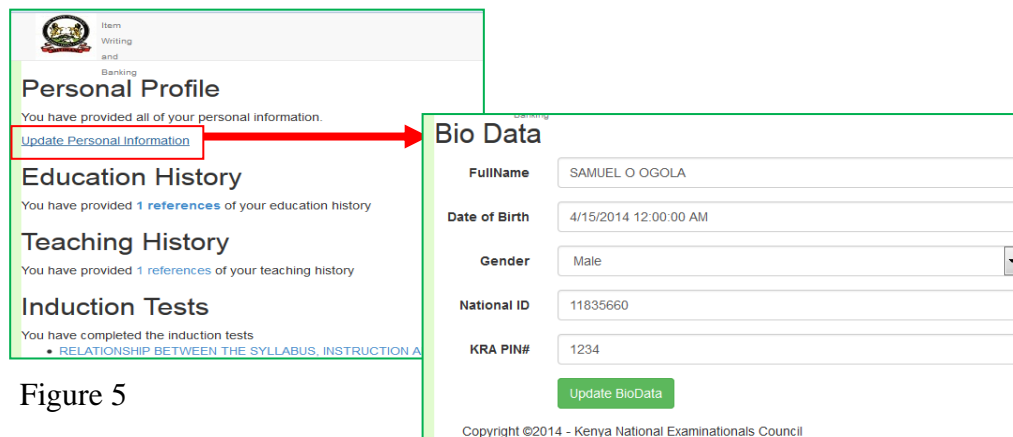 Item
Writing
and
Banking
Personal Profile
You have provided all of your personal information.
Update Personal Information
Education History
You have provided 1 references of your education history
Teaching History
You have provided 1 references of your teaching history
Induction Tests
You have completed the induction tests
• RELATIONSHIP BETWEEN THE SYLLABUS, INSTRUCTION A
Figure 5
Banking
Bio Data
FullName SAMUEL O OGOLA
Date of Birth 4/15/2014 12:00:00 AM
Gender Male
National ID 11835660
KRA PIN# 1234
Update BioData
Copyright ©2014 - Kenya National Examinationals Council